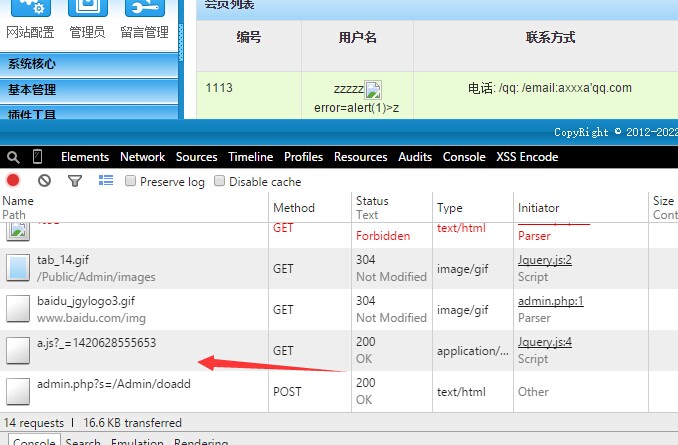 会员列表
网站配置 管理员 留言管理
编号 用户名 联系方式
系统核心
基本管理
插件工具
1113 zzzzz 电话: /qq: /email:axxxa'qq.com
error=alert(1)>z
CopyRight © 2012-2022
Elements Network Sources Timeline Profiles Resources Audits Console XSS Encode
Preserve log Disable cache
Name Method Status Type Initiator Size
Path Text Cont
GET text/html
Forbidden Parser
tab_14.gif GET 304 image/gif Jquery.js:2
/Public/Admin/images Not Modified Script
baidu_jgylogo3.gif GET 304 image/gif admin.php:1
www.baidu.com/img Not Modified Parser
a.js?_=1420628555653 GET 200 application/... Jquery.js:4
OK Script
admin.php?s=/Admin/doadd POST 200 text/html Other
OK
14 requests | 16.6 KB transferred
Console Search Emulation Rendering